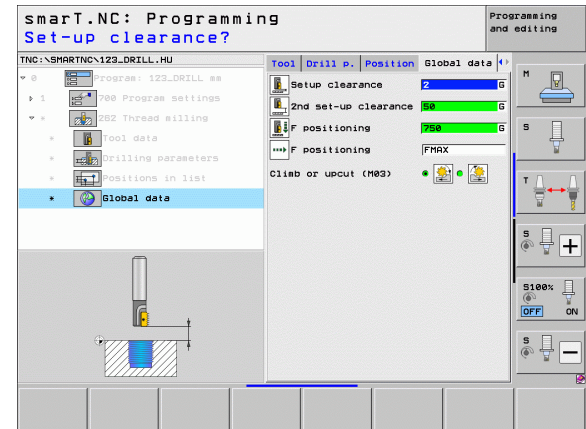 smarT.NC: Programming
Programming and editing
Set-up clearance?
TNC:\SMARTNC\123_DRILL.HU
Tool Drill p. Position Global data
0 Program: 123_DRILL mm
1 700 Program settings
* 262 Thread milling
* Tool data
* Drilling parameters
* Positions in list
* Global data
Setup clearance 2 G
2nd set-up clearance 50 G
F positioning 750 G
F positioning FMAX
Climb or upcut (M03)
M
S
T
S
S100%
OFF ON
S